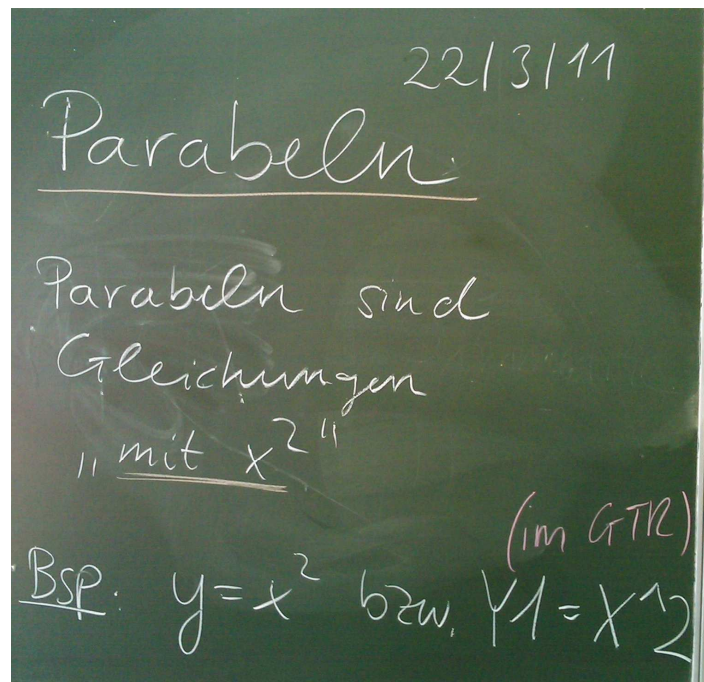 22/3/11
Parabeln
Parabeln sind
Gleichungen
„mit x²"
(im GTR)
Bsp: y=x² bzw. Y1=X^2